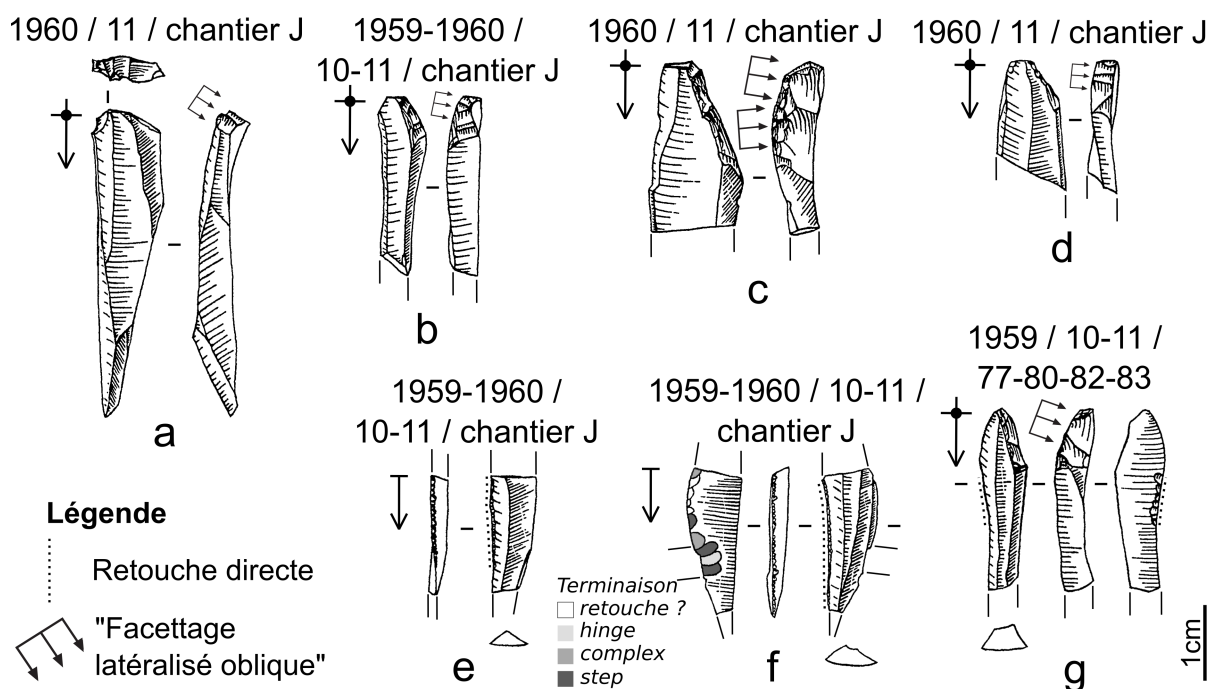 1960 / 11 / chantier J
1959-1960 /
10-11 / chantier J
1960 / 11 / chantier J
1960 / 11 / chantier J
a
b
c
d
1959-1960 /
10-11 / chantier J
1959-1960 / 10-11 /
chantier J
1959 / 10-11 /
77-80-82-83
Légende
Retouche directe
"Facettage
latéralisé oblique"
e
Terminaison
retouche ?
hinge
complex
step
f
g
1cm